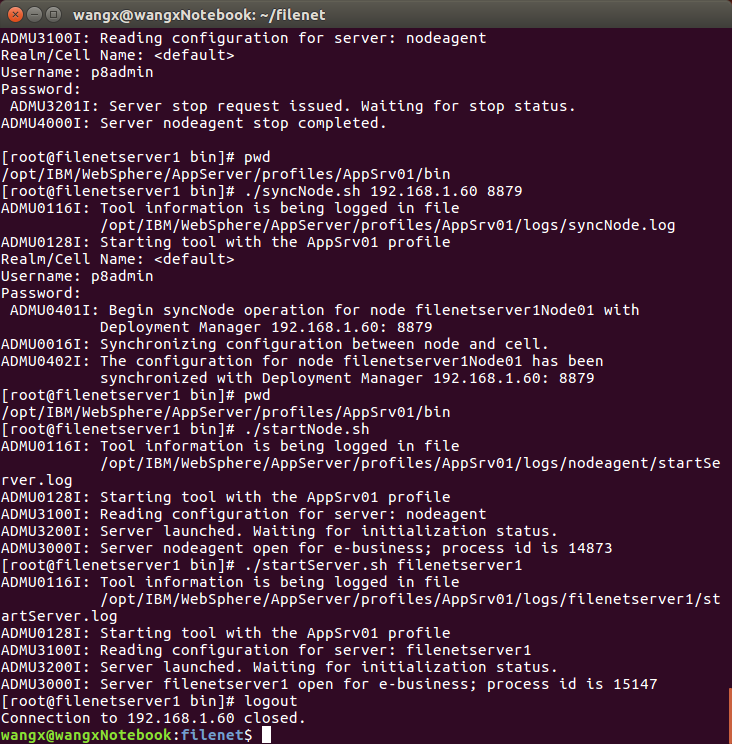 wangx@wangxNotebook: ~/filenet
ADMU3100I: Reading configuration for server: nodeagent
Realm/Cell Name: <default>
Username: p8admin
Password:
 ADMU3201I: Server stop request issued. Waiting for stop status.
ADMU4000I: Server nodeagent stop completed.

[root@filenetserver1 bin]# pwd
/opt/IBM/WebSphere/AppServer/profiles/AppSrv01/bin
[root@filenetserver1 bin]# ./syncNode.sh 192.168.1.60 8879
ADMU0116I: Tool information is being logged in file
           /opt/IBM/WebSphere/AppServer/profiles/AppSrv01/logs/syncNode.log
ADMU0128I: Starting tool with the AppSrv01 profile
Realm/Cell Name: <default>
Username: p8admin
Password:
 ADMU0401I: Begin syncNode operation for node filenetserver1Node01 with
           Deployment Manager 192.168.1.60: 8879
ADMU0016I: Synchronizing configuration between node and cell.
ADMU0402I: The configuration for node filenetserver1Node01 has been
           synchronized with Deployment Manager 192.168.1.60: 8879
[root@filenetserver1 bin]# pwd
/opt/IBM/WebSphere/AppServer/profiles/AppSrv01/bin
[root@filenetserver1 bin]# ./startNode.sh
ADMU0116I: Tool information is being logged in file
           /opt/IBM/WebSphere/AppServer/profiles/AppSrv01/logs/nodeagent/startSe
rver.log
ADMU0128I: Starting tool with the AppSrv01 profile
ADMU3100I: Reading configuration for server: nodeagent
ADMU3200I: Server launched. Waiting for initialization status.
ADMU3000I: Server nodeagent open for e-business; process id is 14873
[root@filenetserver1 bin]# ./startServer.sh filenetserver1
ADMU0116I: Tool information is being logged in file
           /opt/IBM/WebSphere/AppServer/profiles/AppSrv01/logs/filenetserver1/st
artServer.log
ADMU0128I: Starting tool with the AppSrv01 profile
ADMU3100I: Reading configuration for server: filenetserver1
ADMU3200I: Server launched. Waiting for initialization status.
ADMU3000I: Server filenetserver1 open for e-business; process id is 15147
[root@filenetserver1 bin]# logout
Connection to 192.168.1.60 closed.
wangx@wangxNotebook:filenet$